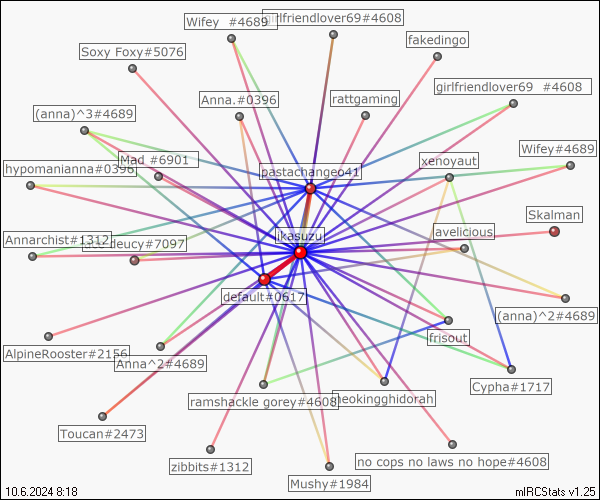 Wifey #4689
girlfriendlover69#4608
fakedingo
Soxy Foxy#5076
girlfriendlover69 #4608
Anna.#0396
rattgaming
(anna)^3#4689
Wifey#4689
Mad #6901
xenoyaut
hypomanianna#0396
pastachangeo41
Skalman
avelicious
Annarchist#1312
deucy#7097
ikasuzu
default#0617
(anna)^2#4689
frisout
AlpineRooster#2156
Anna^2#4689
Cypha#1717
ramshackle gorey#4608
neokingghidorah
Toucan#2473
zibbits#1312
no cops no laws no hope#4608
Mushy#1984
10.6.2024 8:18
mIRCStats v1.25